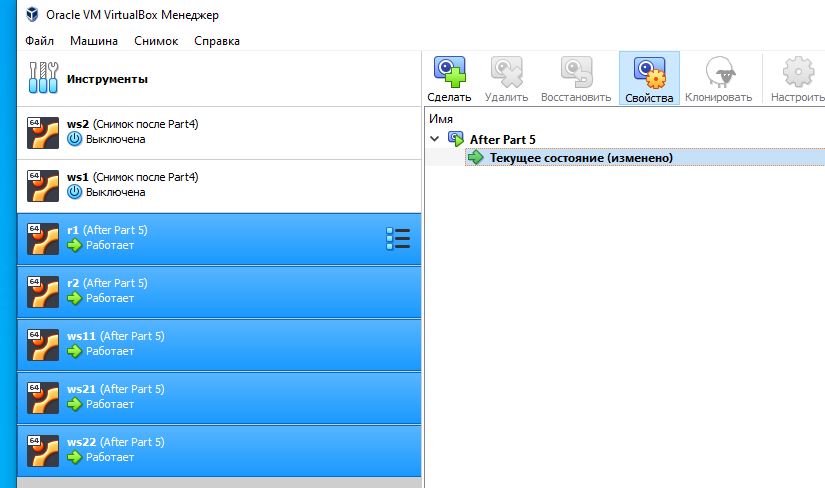 Oracle VM VirtualBox Менеджер
Файл Машина Снимок Справка
Инструменты
Сделать Удалить Восстановить Свойства Клонировать Настроить
Имя
After Part 5
Текущее состояние (изменено)
64 ws2 (Снимок после Part4)
Выключена
64 ws1 (Снимок после Part4)
Выключена
64 r1 (After Part 5)
Работает
64 r2 (After Part 5)
Работает
64 ws11 (After Part 5)
Работает
64 ws21 (After Part 5)
Работает
64 ws22 (After Part 5)
Работает